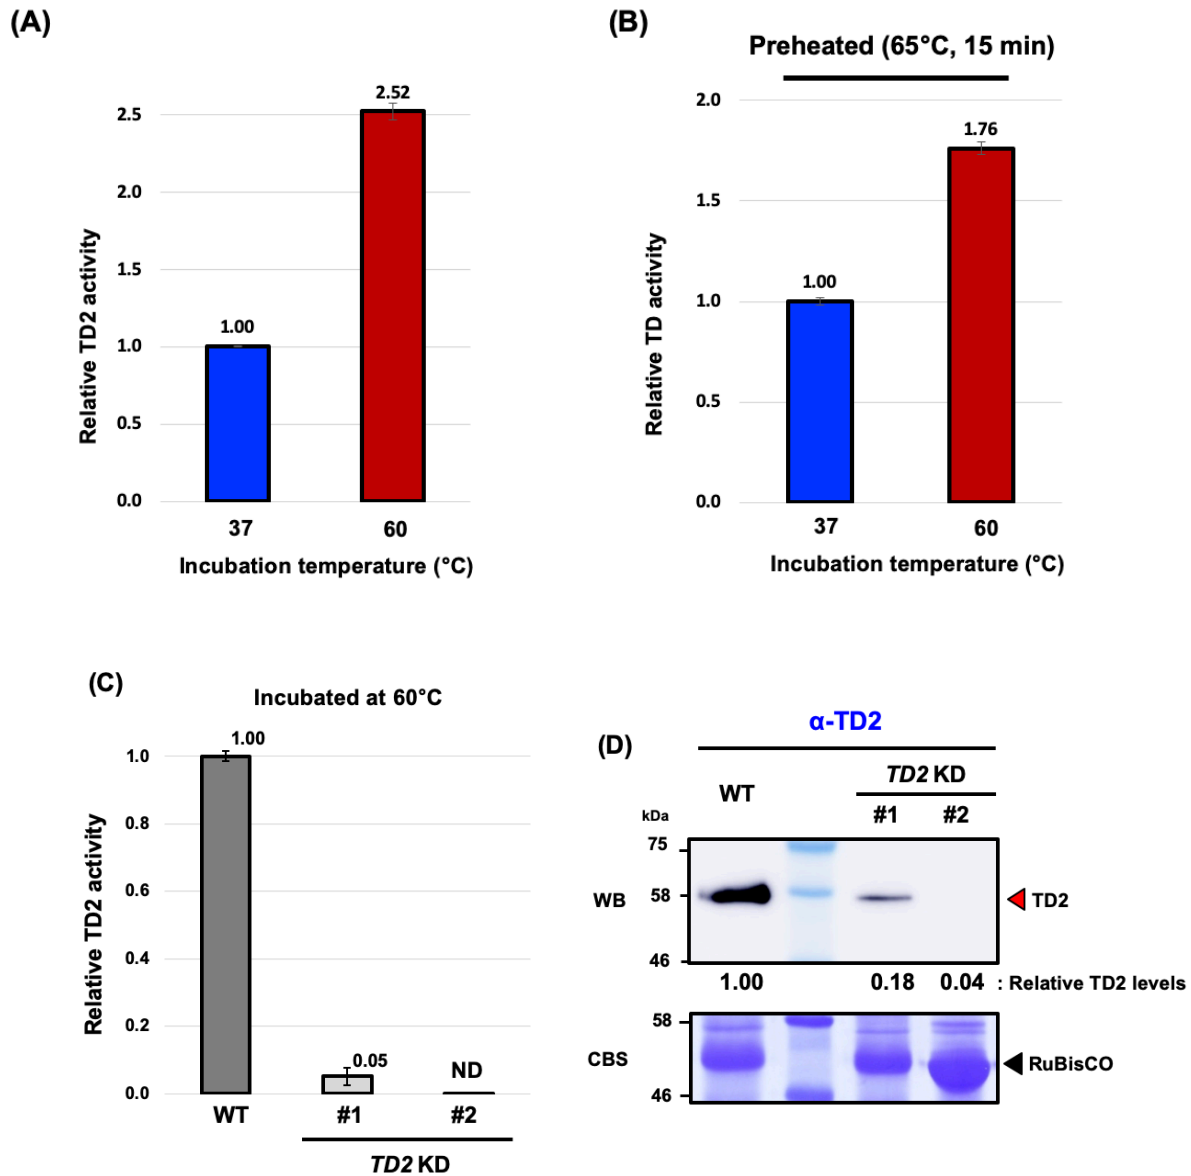 (A)
2.52
2.5
2.0
1.5
1.00
1.0
0.5
0.0
Relative TD2 activity
37
60
Incubation temperature (°C)
(B)
Preheated (65°C, 15 min)
2.0
1.76
1.5
1.00
1.0
0.5
0.0
Relative TD activity
37
60
Incubation temperature (°C)
(C)
Incubated at 60°C
1.00
1.0
0.8
0.6
0.4
0.2
0.05
ND
0.0
Relative TD2 activity
WT
#1
#2
TD2 KD
(D)
α-TD2
WT
TD2 KD
#1
#2
kDa
75
WB
58
TD2
46
1.00 0.18 0.04 : Relative TD2 levels
58
CBS
RuBisCO
46